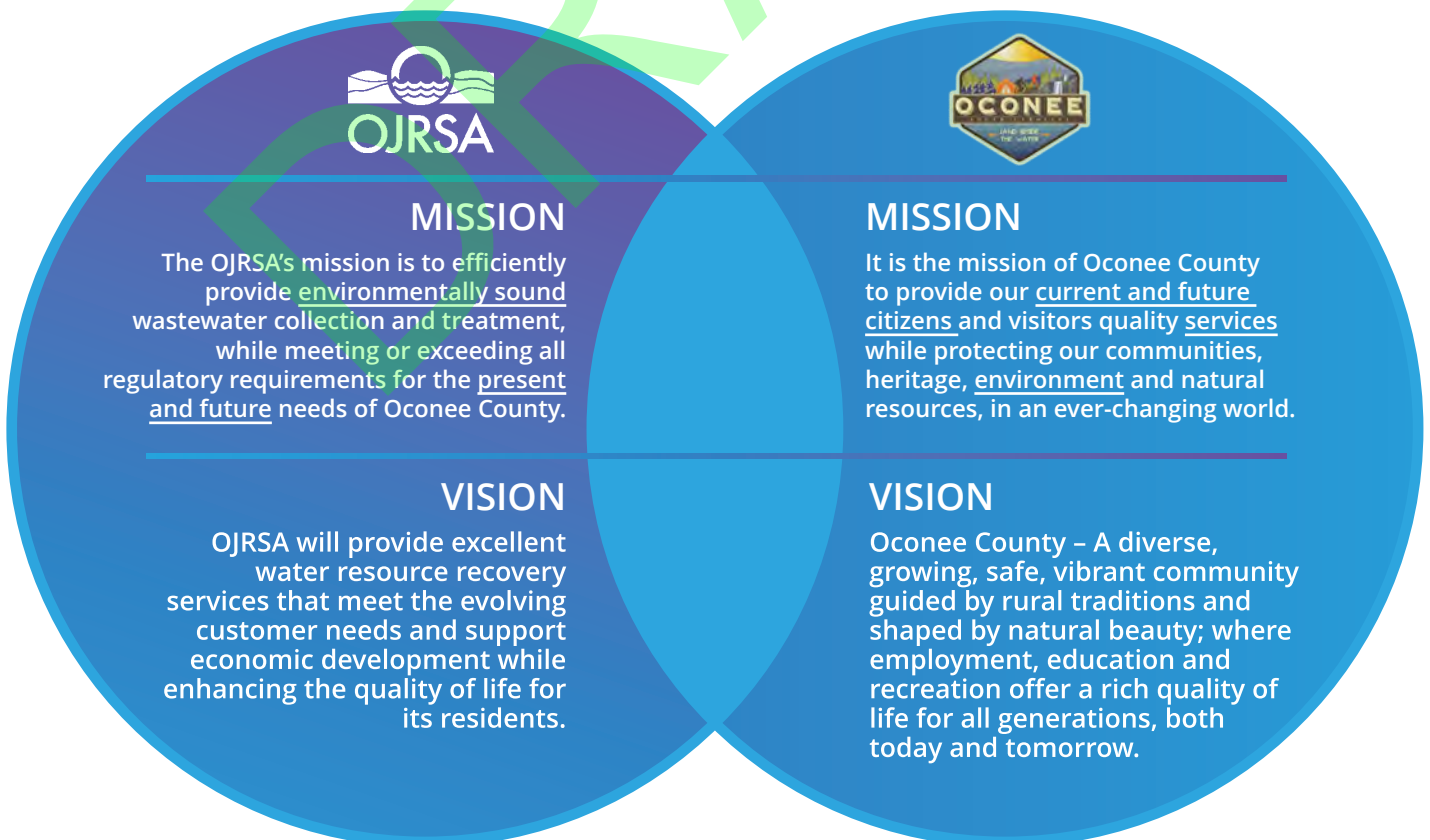 OJRSA
MISSION
The OJRSA's mission is to efficiently
provide environmentally sound
wastewater collection and treatment,
while meeting or exceeding all
regulatory requirements for the present
and future needs of Oconee County.
VISION
OJRSA will provide excellent
water resource recovery
services that meet the evolving
customer needs and support
economic development while
enhancing the quality of life for
its residents.
OCONEE
LAND BESIDE
THE WATER
MISSION
It is the mission of Oconee County
to provide our current and future
citizens and visitors quality services
while protecting our communities,
heritage, environment and natural
resources, in an ever-changing world.
VISION
Oconee County – A diverse,
growing, safe, vibrant community
guided by rural traditions and
shaped by natural beauty; where
employment, education and
recreation offer a rich quality of
life for all generations, both
today and tomorrow.